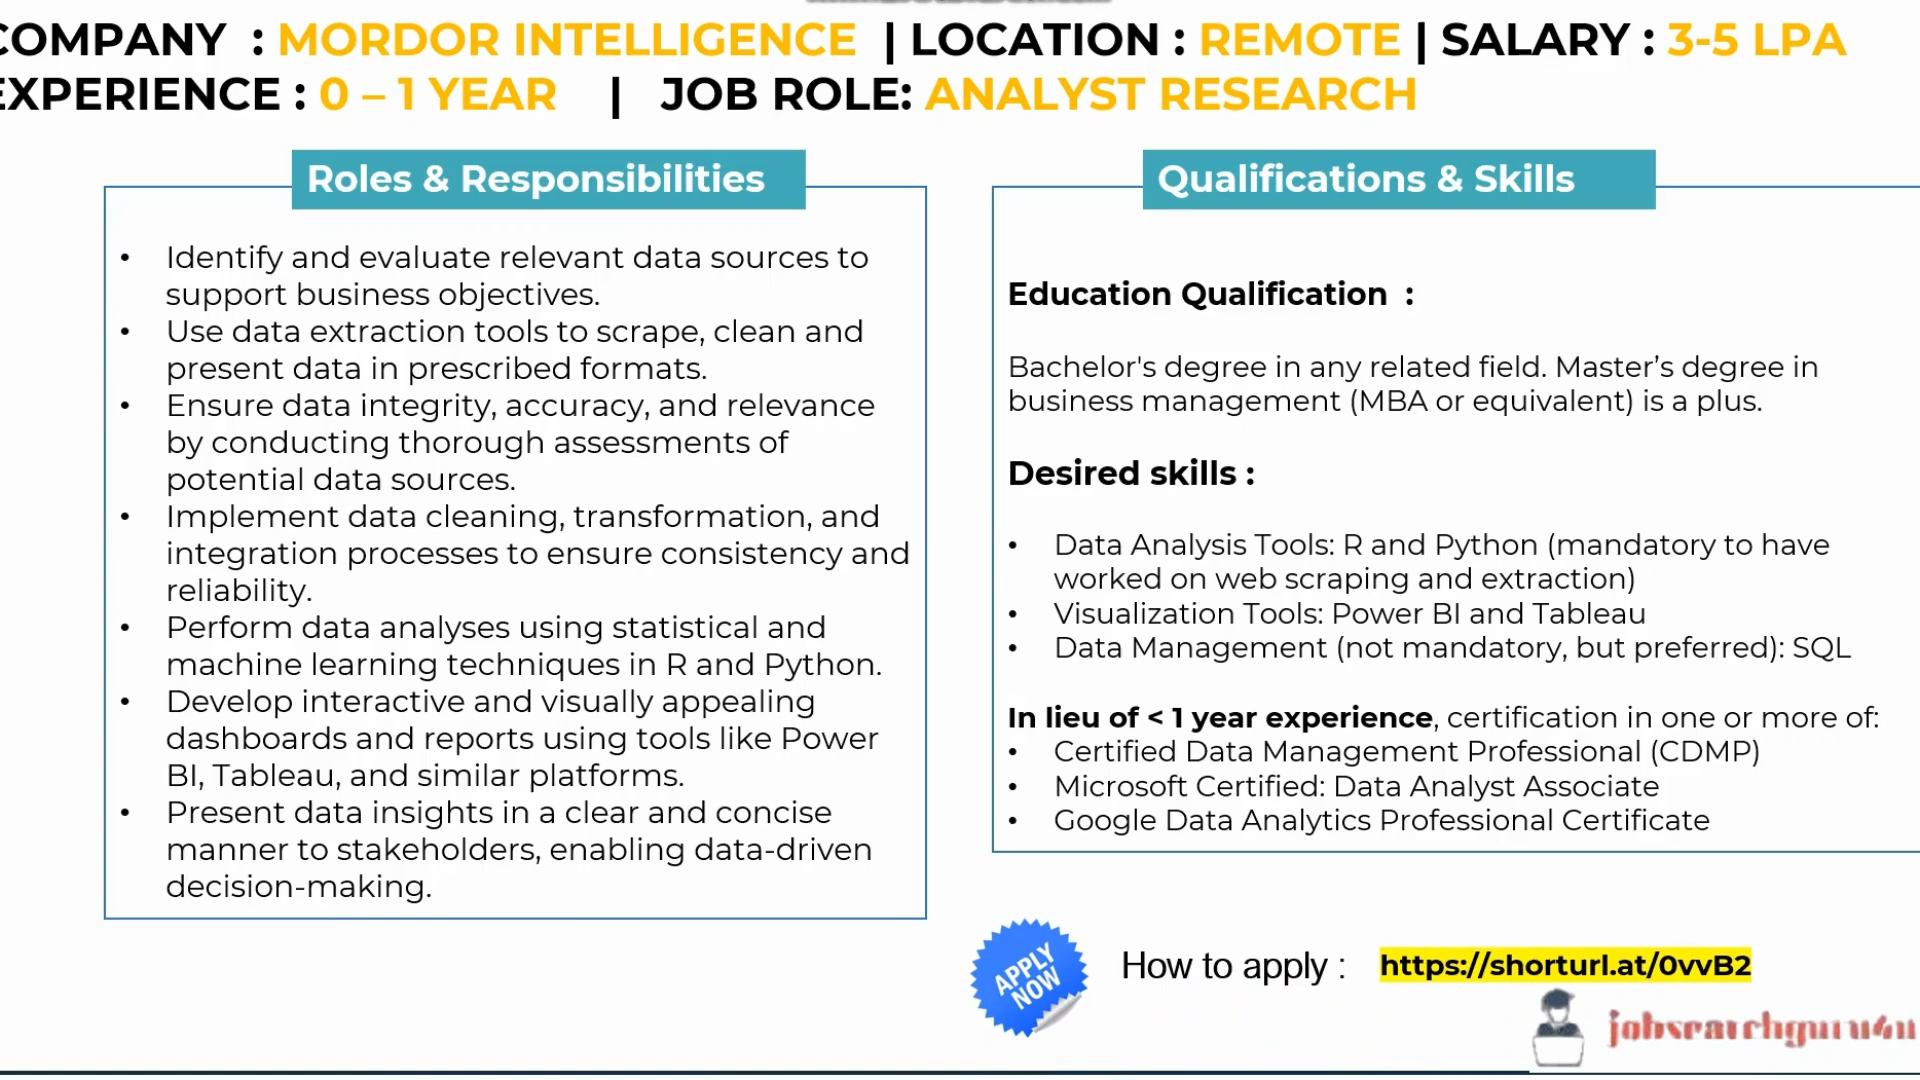 COMPANY : MORDOR INTELLIGENCE | LOCATION : REMOTE | SALARY : 3-5 LPA
EXPERIENCE : 0 – 1 YEAR | JOB ROLE: ANALYST RESEARCH
Roles & Responsibilities
• Identify and evaluate relevant data sources to
support business objectives.
• Use data extraction tools to scrape, clean and
present data in prescribed formats.
• Ensure data integrity, accuracy, and relevance
by conducting thorough assessments of
potential data sources.
• Implement data cleaning, transformation, and
integration processes to ensure consistency and
reliability.
• Perform data analyses using statistical and
machine learning techniques in R and Python.
• Develop interactive and visually appealing
dashboards and reports using tools like Power
BI, Tableau, and similar platforms.
• Present data insights in a clear and concise
manner to stakeholders, enabling data-driven
decision-making.
Qualifications & Skills
Education Qualification :
Bachelor's degree in any related field. Master’s degree in
business management (MBA or equivalent) is a plus.
Desired skills :
• Data Analysis Tools: R and Python (mandatory to have
worked on web scraping and extraction)
• Visualization Tools: Power BI and Tableau
• Data Management (not mandatory, but preferred): SQL
In lieu of < 1 year experience, certification in one or more of:
• Certified Data Management Professional (CDMP)
• Microsoft Certified: Data Analyst Associate
• Google Data Analytics Professional Certificate
APPLY
NOW
How to apply : https://shorturl.at/0vvB2
jobsearchguru4u